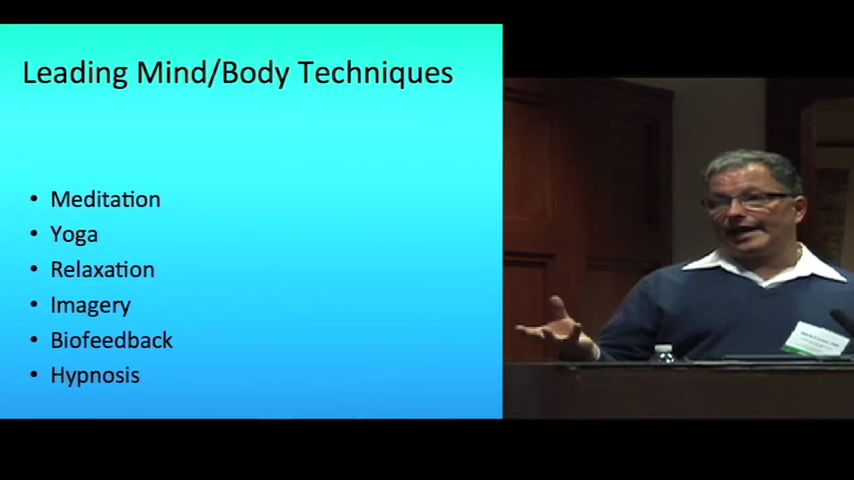 Leading Mind/Body Techniques
• Meditation
• Yoga
• Relaxation
• Imagery
• Biofeedback
• Hypnosis